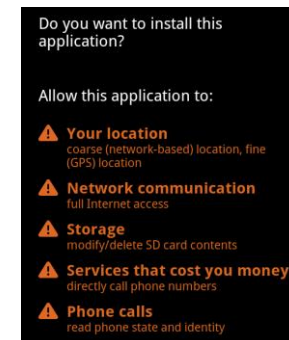 Do you want to install this
application?
Allow this application to:
Your location
coarse (network-based) location, fine
(GPS) location
Network communication
full Internet access
Storage
modify/delete SD card contents
Services that cost you money
directly call phone numbers
Phone calls
read phone state and identity